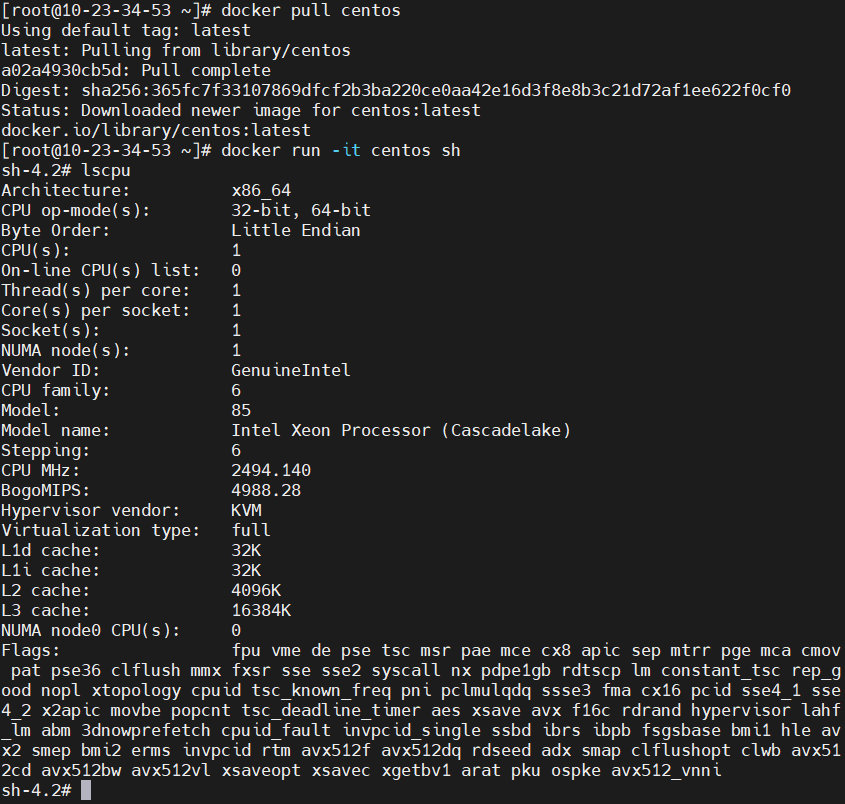 [root@10-23-34-53 ~]# docker pull centos
Using default tag: latest
latest: Pulling from library/centos
a02a4930cb5d: Pull complete
Digest: sha256:365fc7f33107869dfcf2b3ba220ce0aa42e16d3f8e8b3c21d72af1ee622f0cf0
Status: Downloaded newer image for centos:latest
docker.io/library/centos:latest
[root@10-23-34-53 ~]# docker run -it centos sh
sh-4.2# lscpu
Architecture:          x86_64
CPU op-mode(s):        32-bit, 64-bit
Byte Order:            Little Endian
CPU(s):                1
On-line CPU(s) list:   0
Thread(s) per core:    1
Core(s) per socket:    1
Socket(s):             1
NUMA node(s):          1
Vendor ID:             GenuineIntel
CPU family:            6
Model:                 85
Model name:            Intel Xeon Processor (Cascadelake)
Stepping:              6
CPU MHz:               2494.140
BogoMIPS:              4988.28
Hypervisor vendor:     KVM
Virtualization type:   full
L1d cache:             32K
L1i cache:             32K
L2 cache:              4096K
L3 cache:              16384K
NUMA node0 CPU(s):     0
Flags:                 fpu vme de pse tsc msr pae mce cx8 apic sep mtrr pge mca cmov
 pat pse36 clflush mmx fxsr sse sse2 syscall nx pdpe1gb rdtscp lm constant_tsc rep_g
ood nopl xtopology cpuid tsc_known_freq pni pclmulqdq ssse3 fma cx16 pcid sse4_1 sse
4_2 x2apic movbe popcnt tsc_deadline_timer aes xsave avx f16c rdrand hypervisor lahf
_lm abm 3dnowprefetch cpuid_fault invpcid_single ssbd ibrs ibpb fsgsbase bmi1 hle av
x2 smep bmi2 erms invpcid rtm avx512f avx512dq rdseed adx smap clflushopt clwb avx51
2cd avx512bw avx512vl xsaveopt xsavec xgetbv1 arat pku ospke avx512_vnni
sh-4.2#